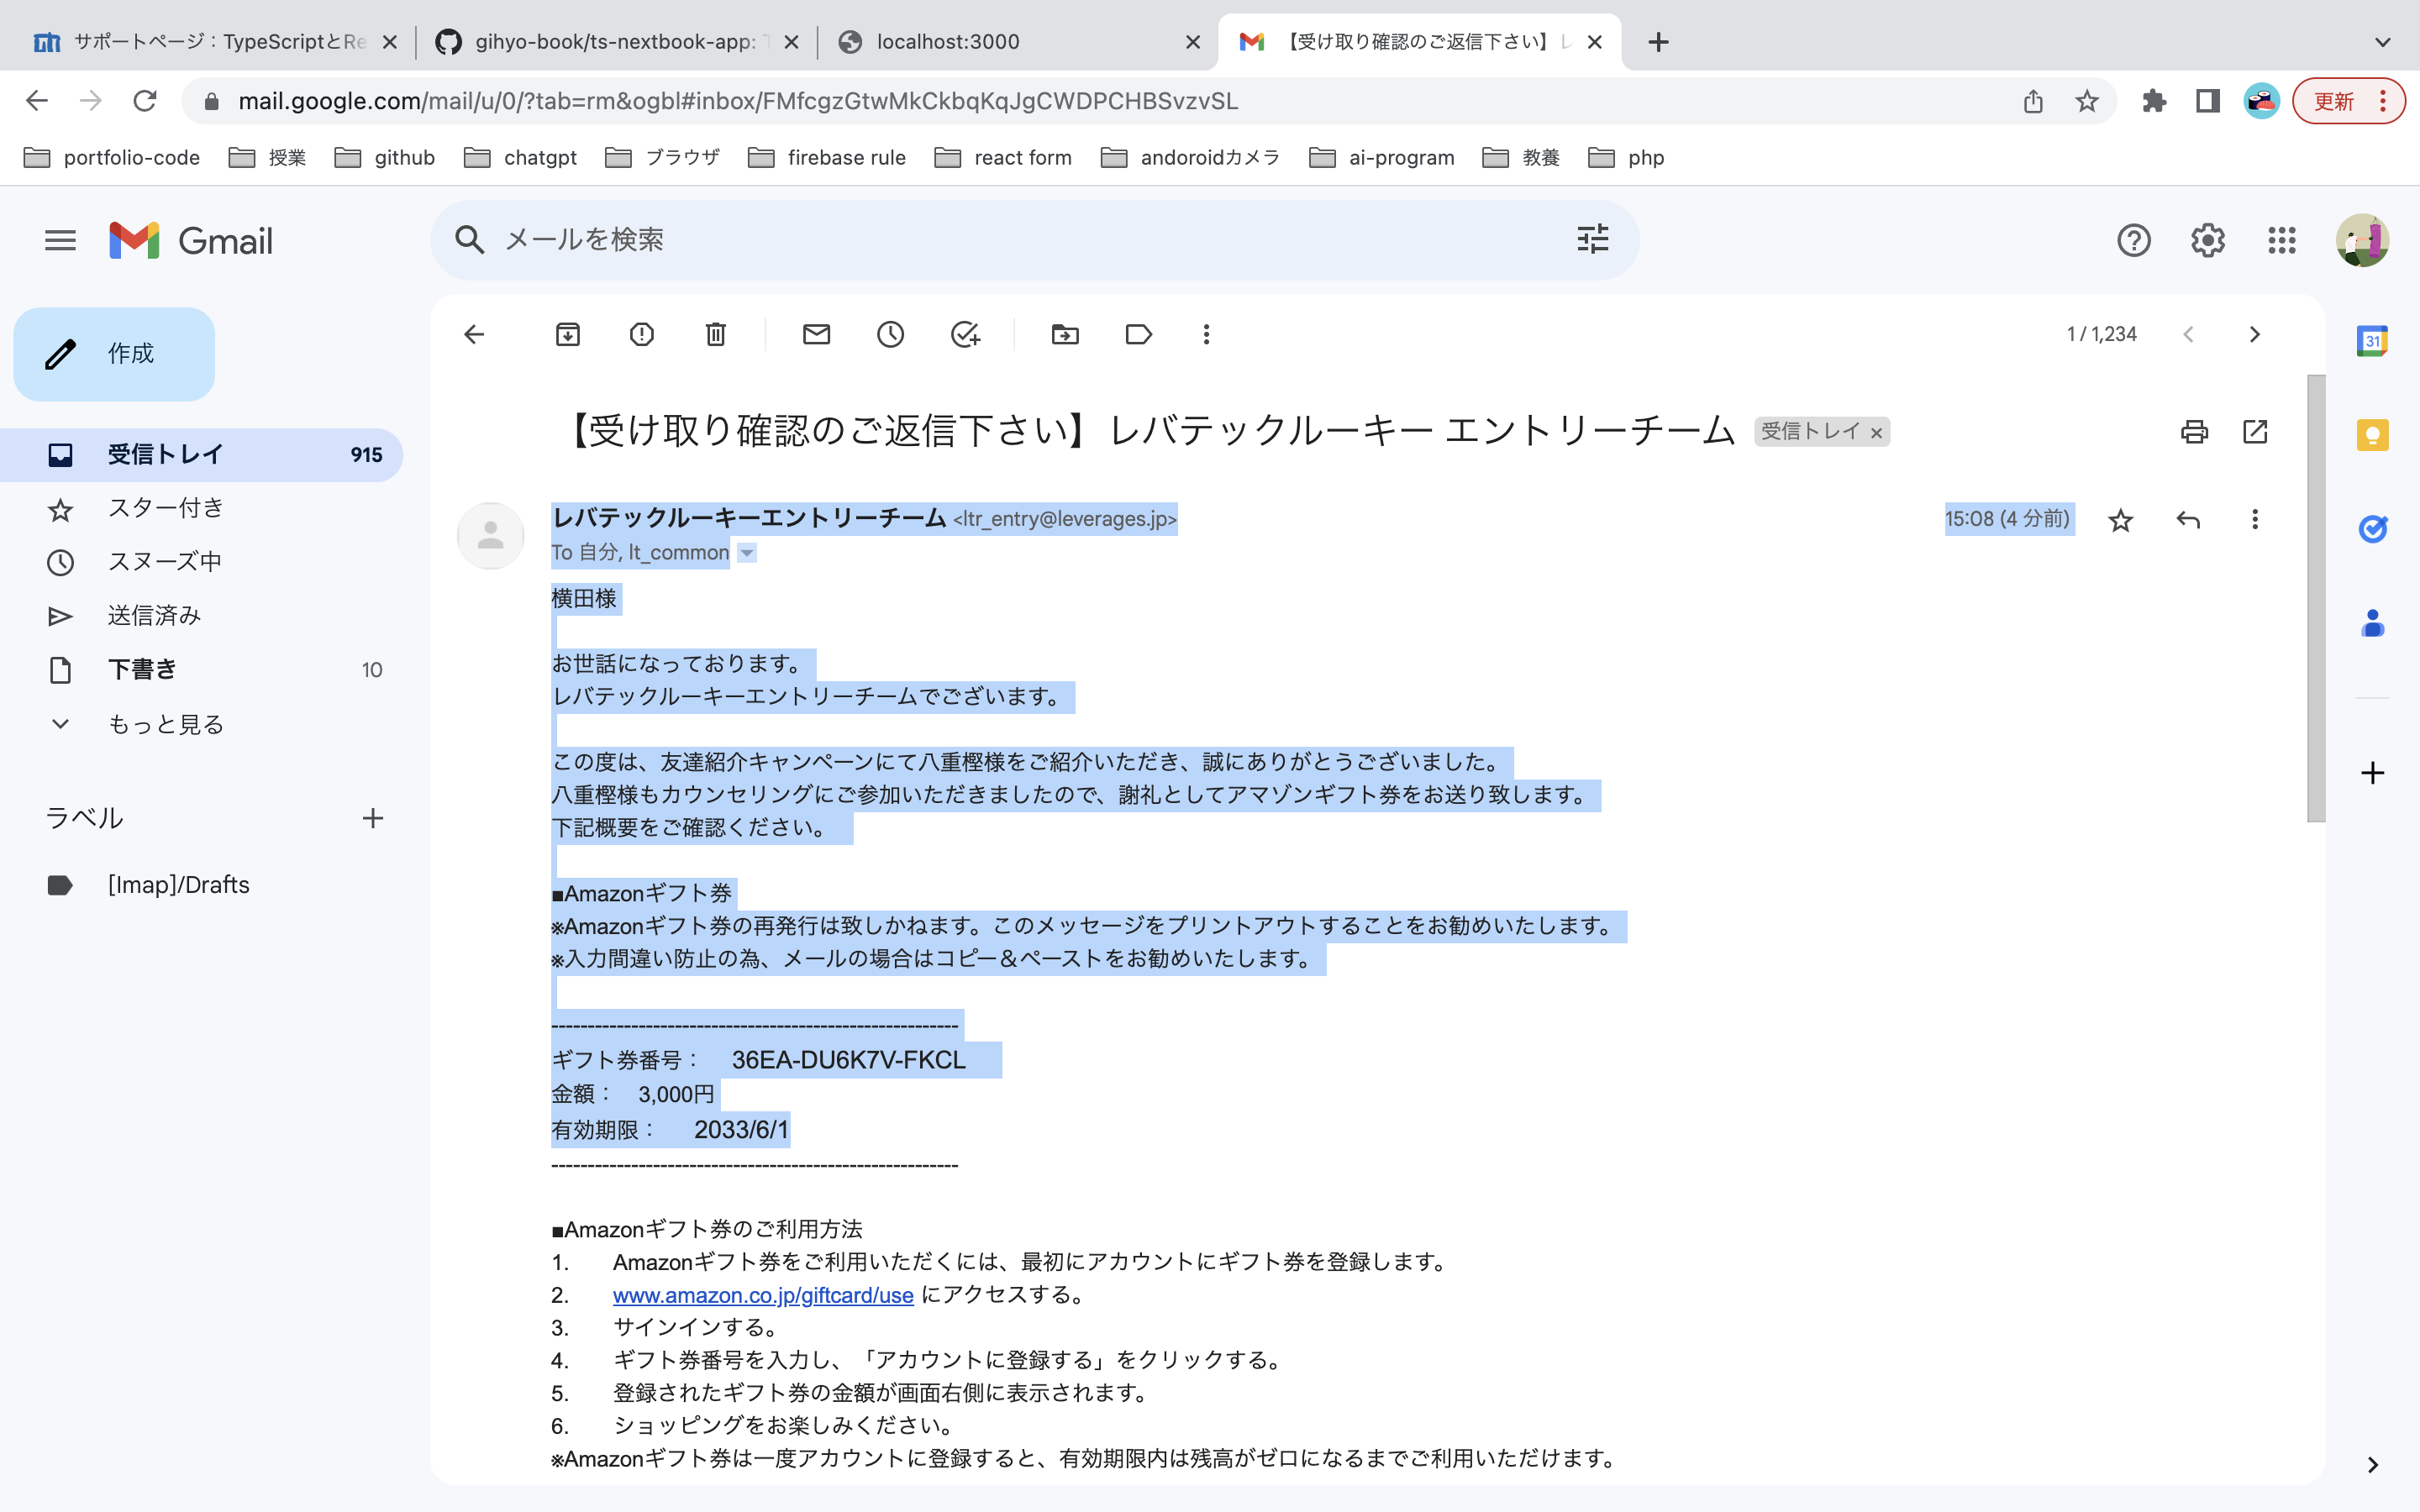 サポートページ：TypeScriptとRe
gihyo-book/ts-nextbook-app: T
localhost:3000
【受け取り確認のご返信下さい】レ
mail.google.com/mail/u/0/?tab=rm&ogbl#inbox/FMfcgzGtwMkCkbqKqJgCWDPCHBSvzvSL
更新
portfolio-code
授業
github
chatgpt
ブラウザ
firebase rule
react form
andoroidカメラ
ai-program
教養
php
Gmail
メールを検索
作成
受信トレイ 915
スター付き
スヌーズ中
送信済み
下書き 10
もっと見る
ラベル
[Imap]/Drafts
1 / 1,234
【受け取り確認のご返信下さい】レバテックルーキー エントリーチーム
受信トレイ ×
レバテックルーキーエントリーチーム <ltr_entry@leverages.jp>
15:08 (4 分前)
To 自分, lt_common
横田様
お世話になっております。
レバテックルーキーエントリーチームでございます。
この度は、友達紹介キャンペーンにて八重樫様をご紹介いただき、誠にありがとうございました。
八重樫様もカウンセリングにご参加いただきましたので、謝礼としてアマゾンギフト券をお送り致します。
下記概要をご確認ください。
■Amazonギフト券
※Amazonギフト券の再発行は致しかねます。このメッセージをプリントアウトすることをお勧めいたします。
※入力間違い防止の為、メールの場合はコピー＆ペーストをお勧めいたします。
--------------------------------------------------------
ギフト券番号：　36EA-DU6K7V-FKCL
金額：　3,000円
有効期限：　2033/6/1
--------------------------------------------------------
■Amazonギフト券のご利用方法
1.　Amazonギフト券をご利用いただくには、最初にアカウントにギフト券を登録します。
2.　www.amazon.co.jp/giftcard/use にアクセスする。
3.　サインインする。
4.　ギフト券番号を入力し、「アカウントに登録する」をクリックする。
5.　登録されたギフト券の金額が画面右側に表示されます。
6.　ショッピングをお楽しみください。
※Amazonギフト券は一度アカウントに登録すると、有効期限内は残高がゼロになるまでご利用いただけます。
31